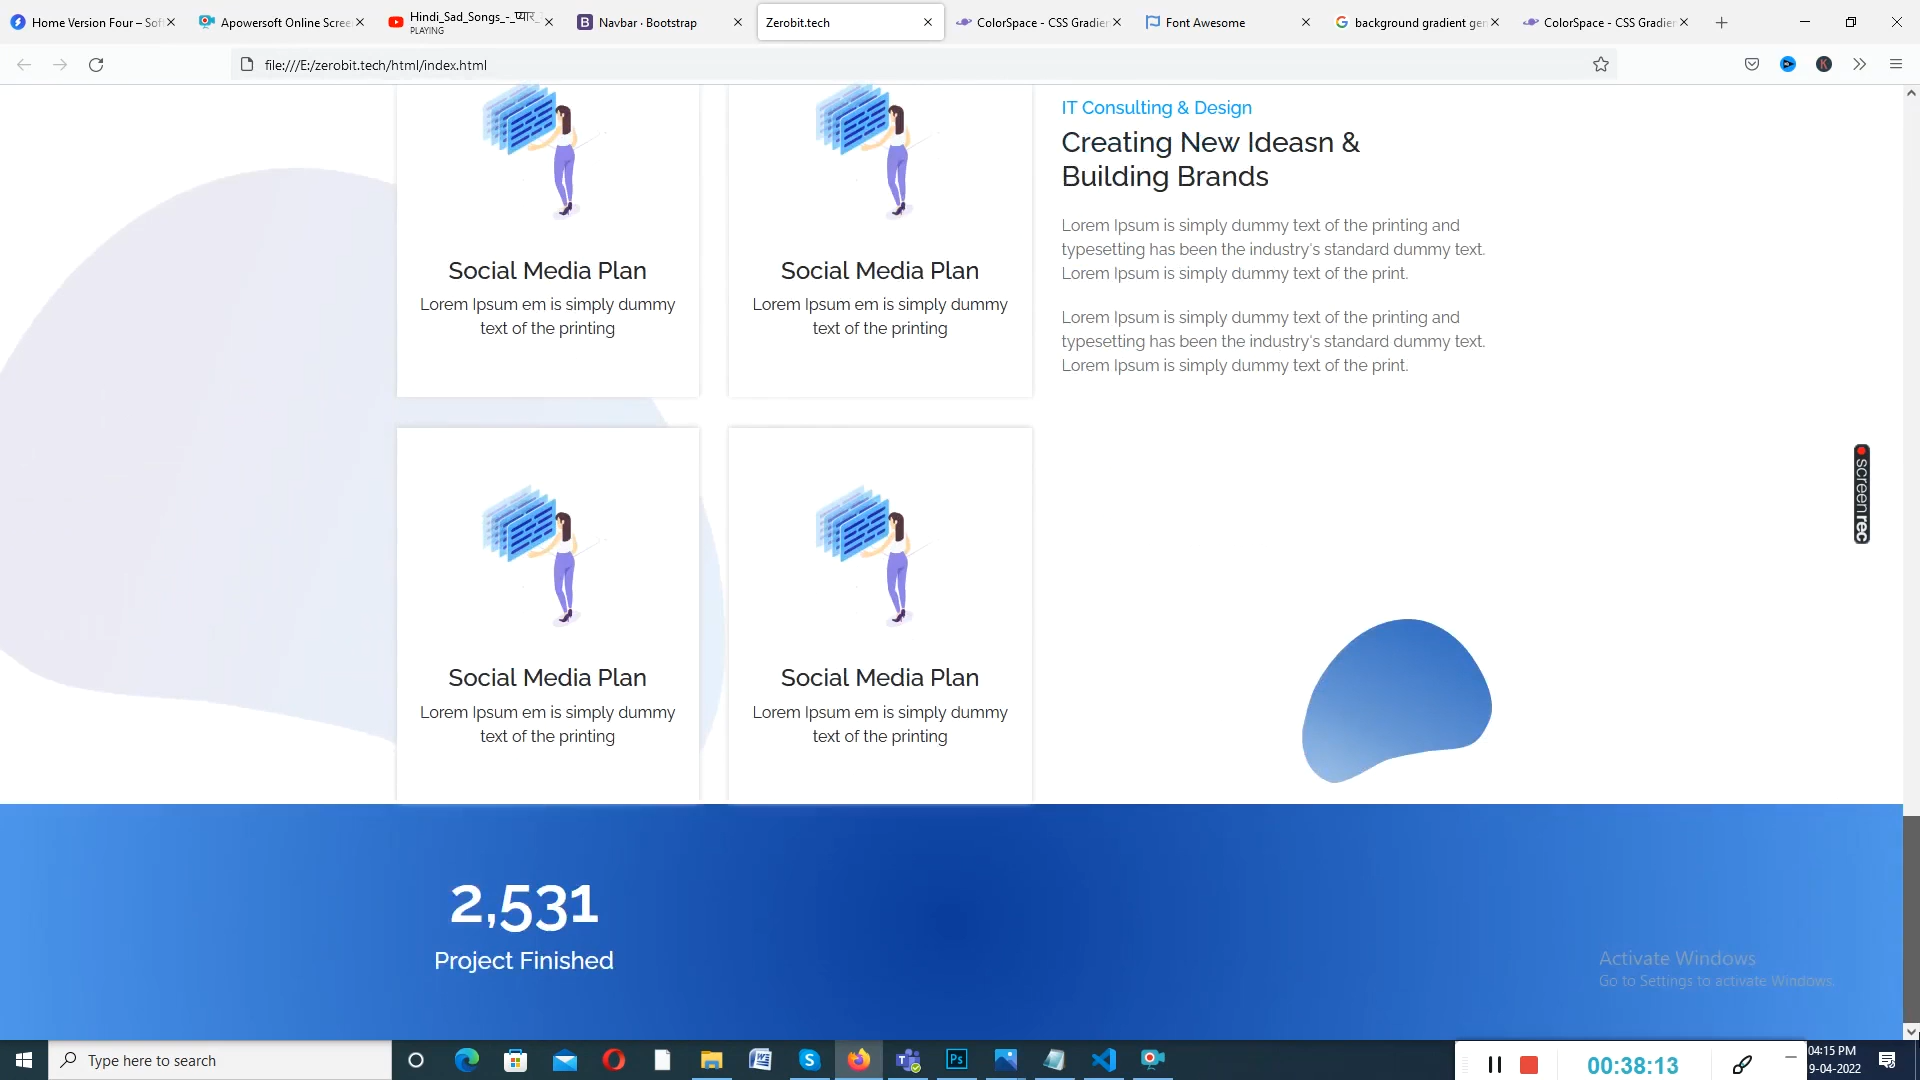 Home Version Four – Sof
Apowersoft Online Scree
Hindi_Sad_Songs_-_प्यार_
PLAYING
Navbar · Bootstrap
Zerobit.tech
ColorSpace - CSS Gradie
Font Awesome
background gradient gen
ColorSpace - CSS Gradie
file:///E:/zerobit.tech/html/index.html
K
IT Consulting & Design
Creating New Ideasn &
Building Brands
Lorem Ipsum is simply dummy text of the printing and
typesetting has been the industry's standard dummy text.
Lorem Ipsum is simply dummy text of the print.
Lorem Ipsum is simply dummy text of the printing and
typesetting has been the industry's standard dummy text.
Lorem Ipsum is simply dummy text of the print.
Social Media Plan
Lorem Ipsum em is simply dummy
text of the printing
Social Media Plan
Lorem Ipsum em is simply dummy
text of the printing
Social Media Plan
Lorem Ipsum em is simply dummy
text of the printing
Social Media Plan
Lorem Ipsum em is simply dummy
text of the printing
screenrec
2,531
Project Finished
Activate Windows
Go to Settings to activate Windows.
Type here to search
Ps
00:38:13
04:15 PM
9-04-2022